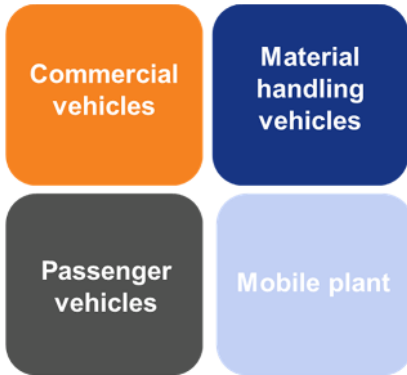 Commercial
vehicles
Material
handling
vehicles
Passenger
vehicles
Mobile plant